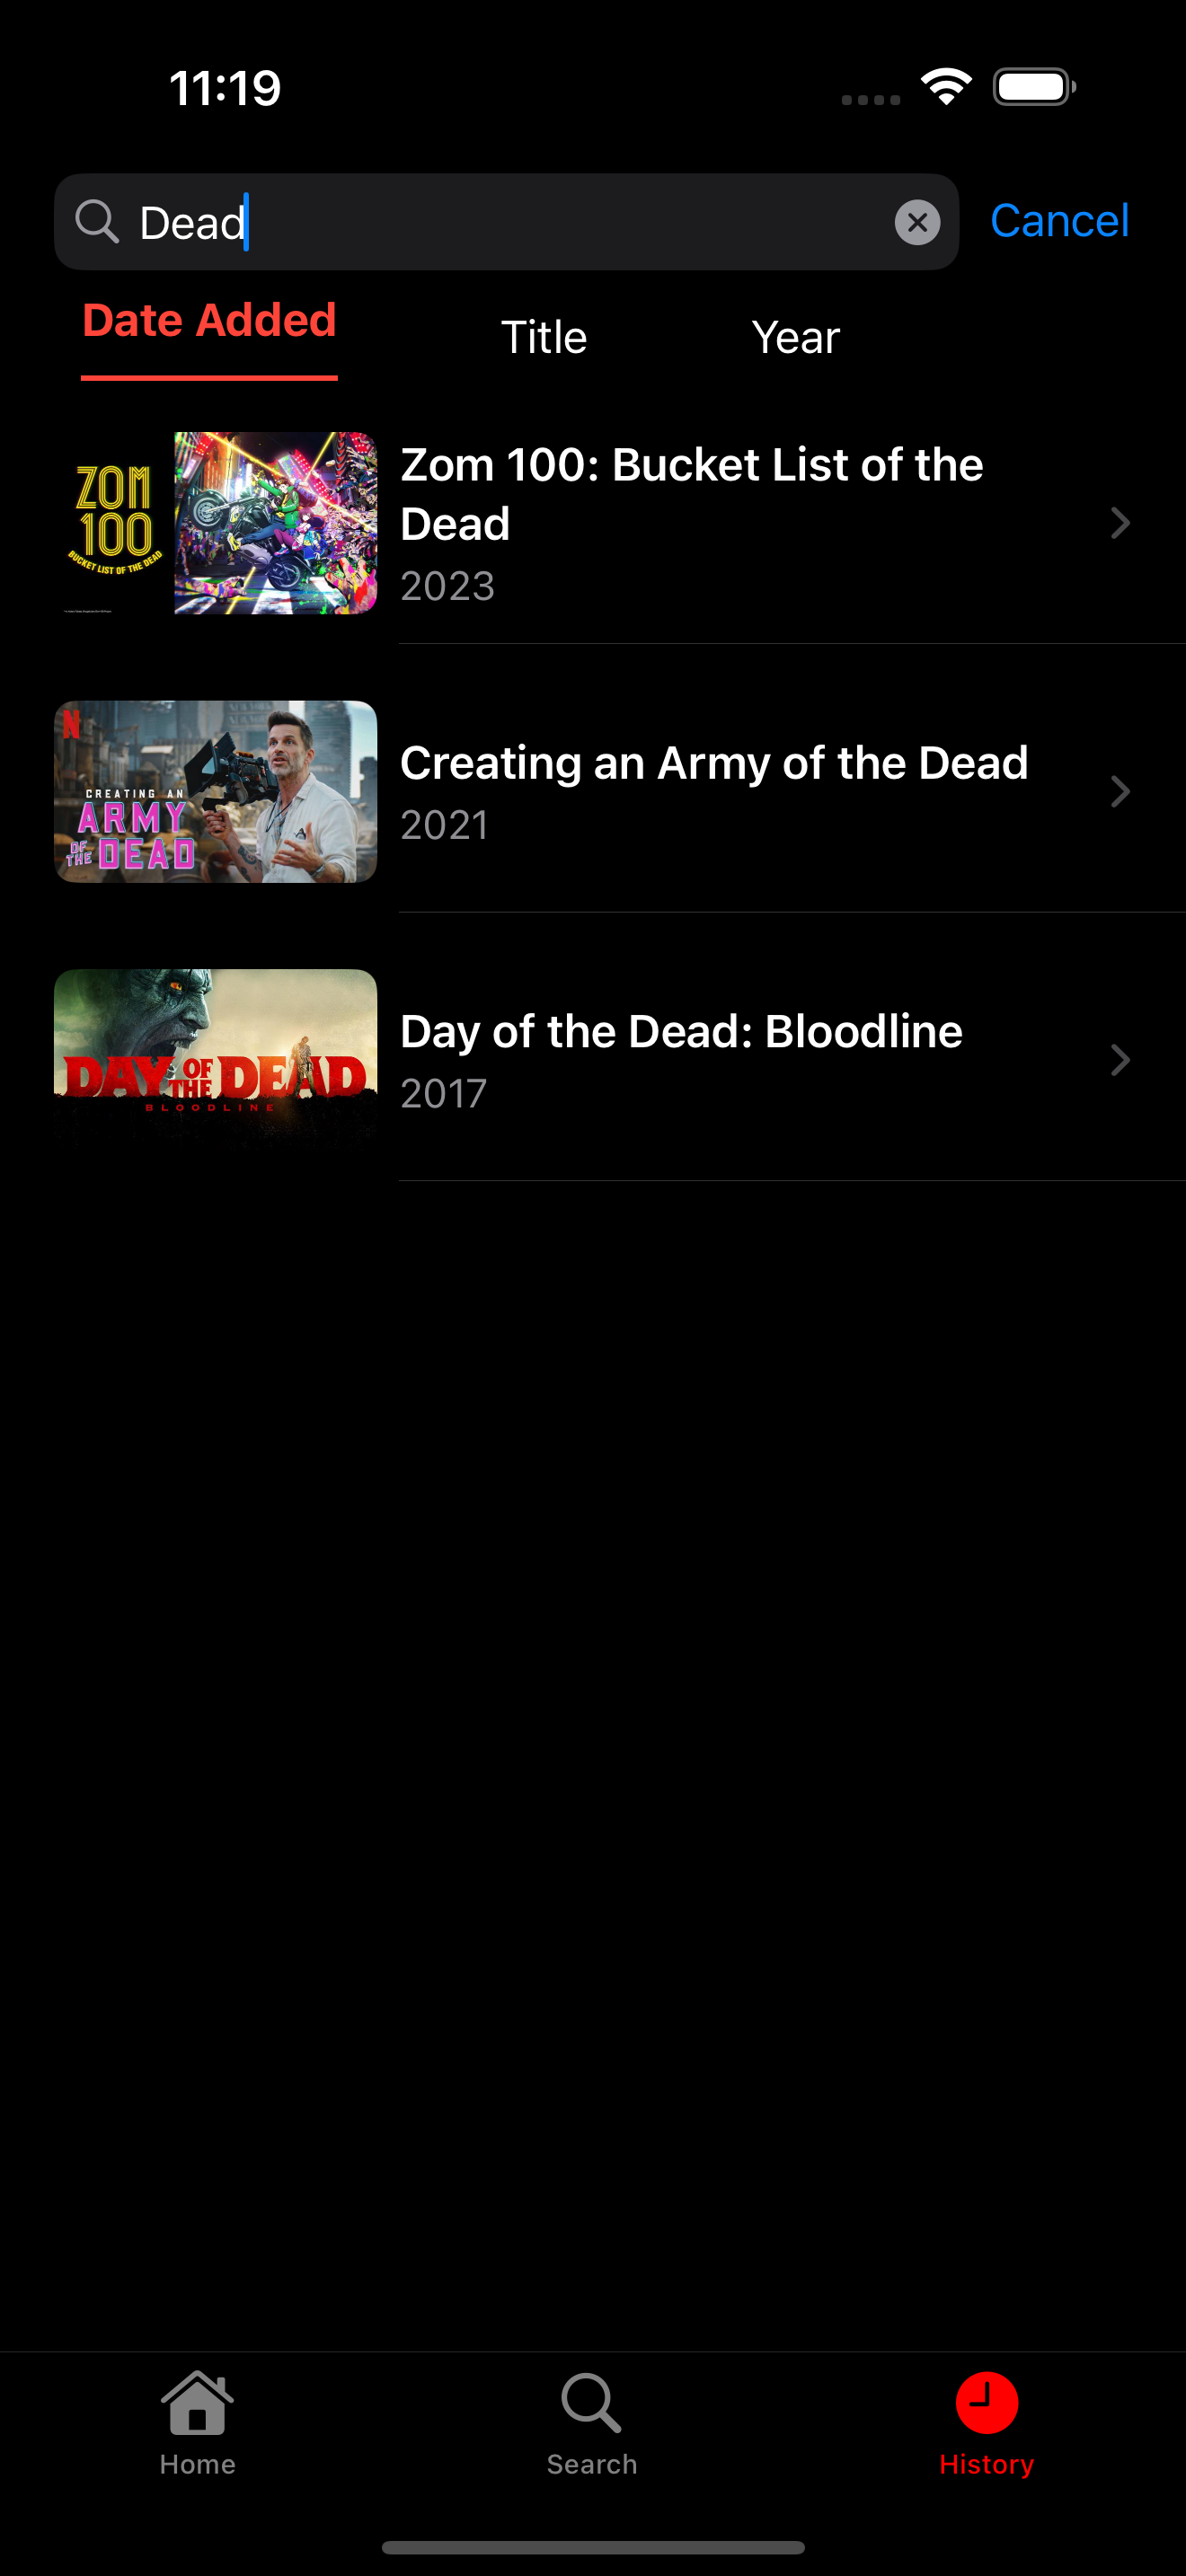 11:19
Dead
Cancel
Date Added
Title
Year
ZOM
100
BUCKET LIST OF THE DEAD
Zom 100: Bucket List of the
Dead
2023
N
CREATING AN
ARMY
OF THE DEAD
Creating an Army of the Dead
2021
DAY OF THE DEAD
BLOODLINE
Day of the Dead: Bloodline
2017
Home
Search
History